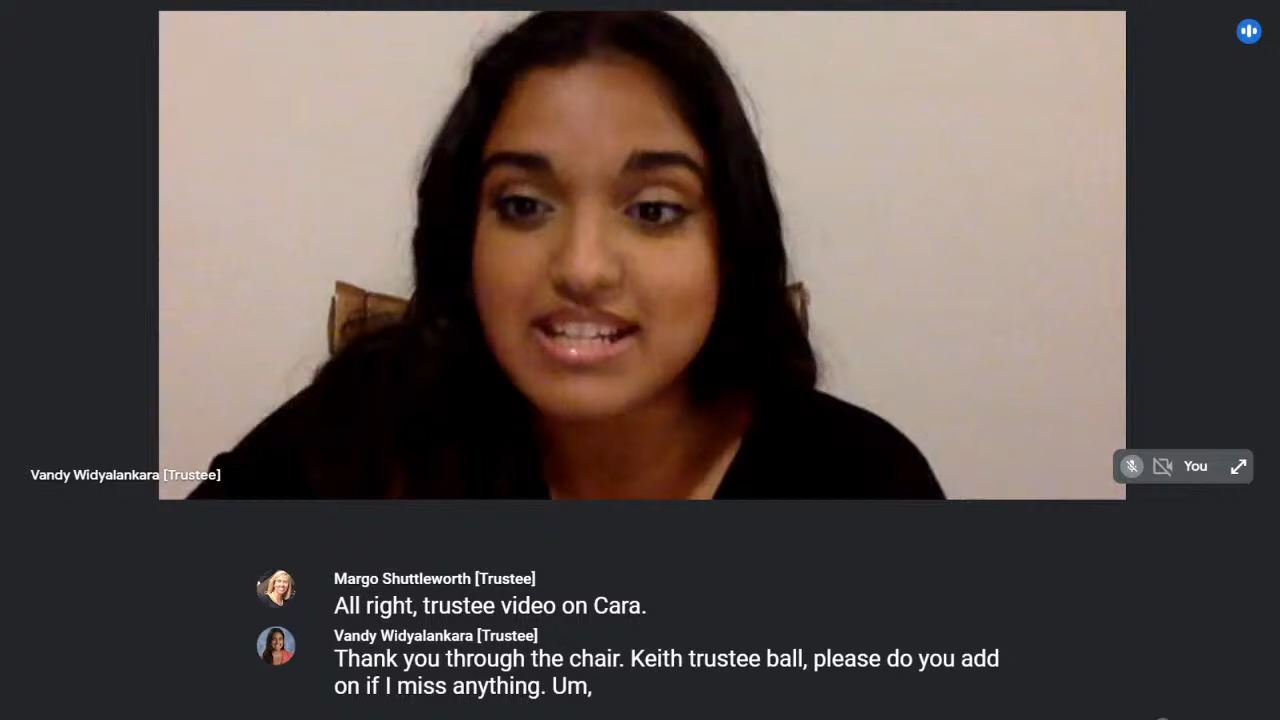 Vandy Widyalankara [Trustee]
You
Margo Shuttleworth [Trustee]
All right, trustee video on Cara.
Vandy Widyalankara [Trustee]
Thank you through the chair. Keith trustee ball, please do you add
on if I miss anything. Um,